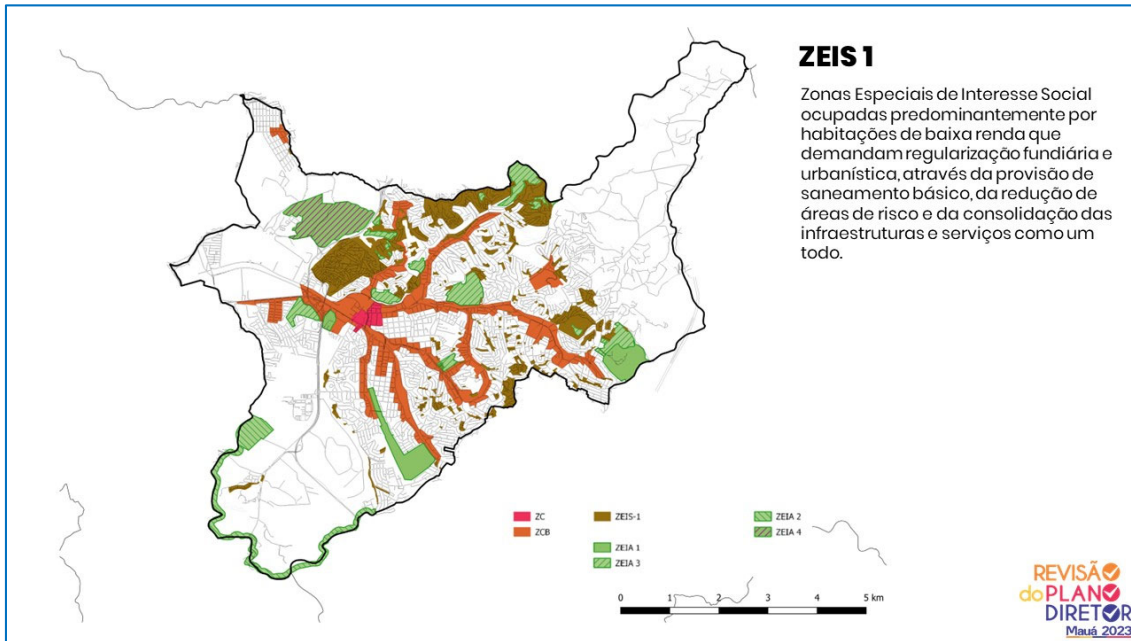 ZEIS 1
Zonas Especiais de Interesse Social
ocupadas predominantemente por
habitações de baixa renda que
demandam regularização fundiária e
urbanística, através da provisão de
saneamento básico, da redução de
áreas de risco e da consolidação das
infraestruturas e serviços como um
todo.
ZC
ZCB
ZEIS-1
ZEIA 1
ZEIA 3
ZEIA 2
ZEIA 4
0 1 2 3 4 5 km
REVISÃO
do PLANO
DIRETOR
Mauá 2023